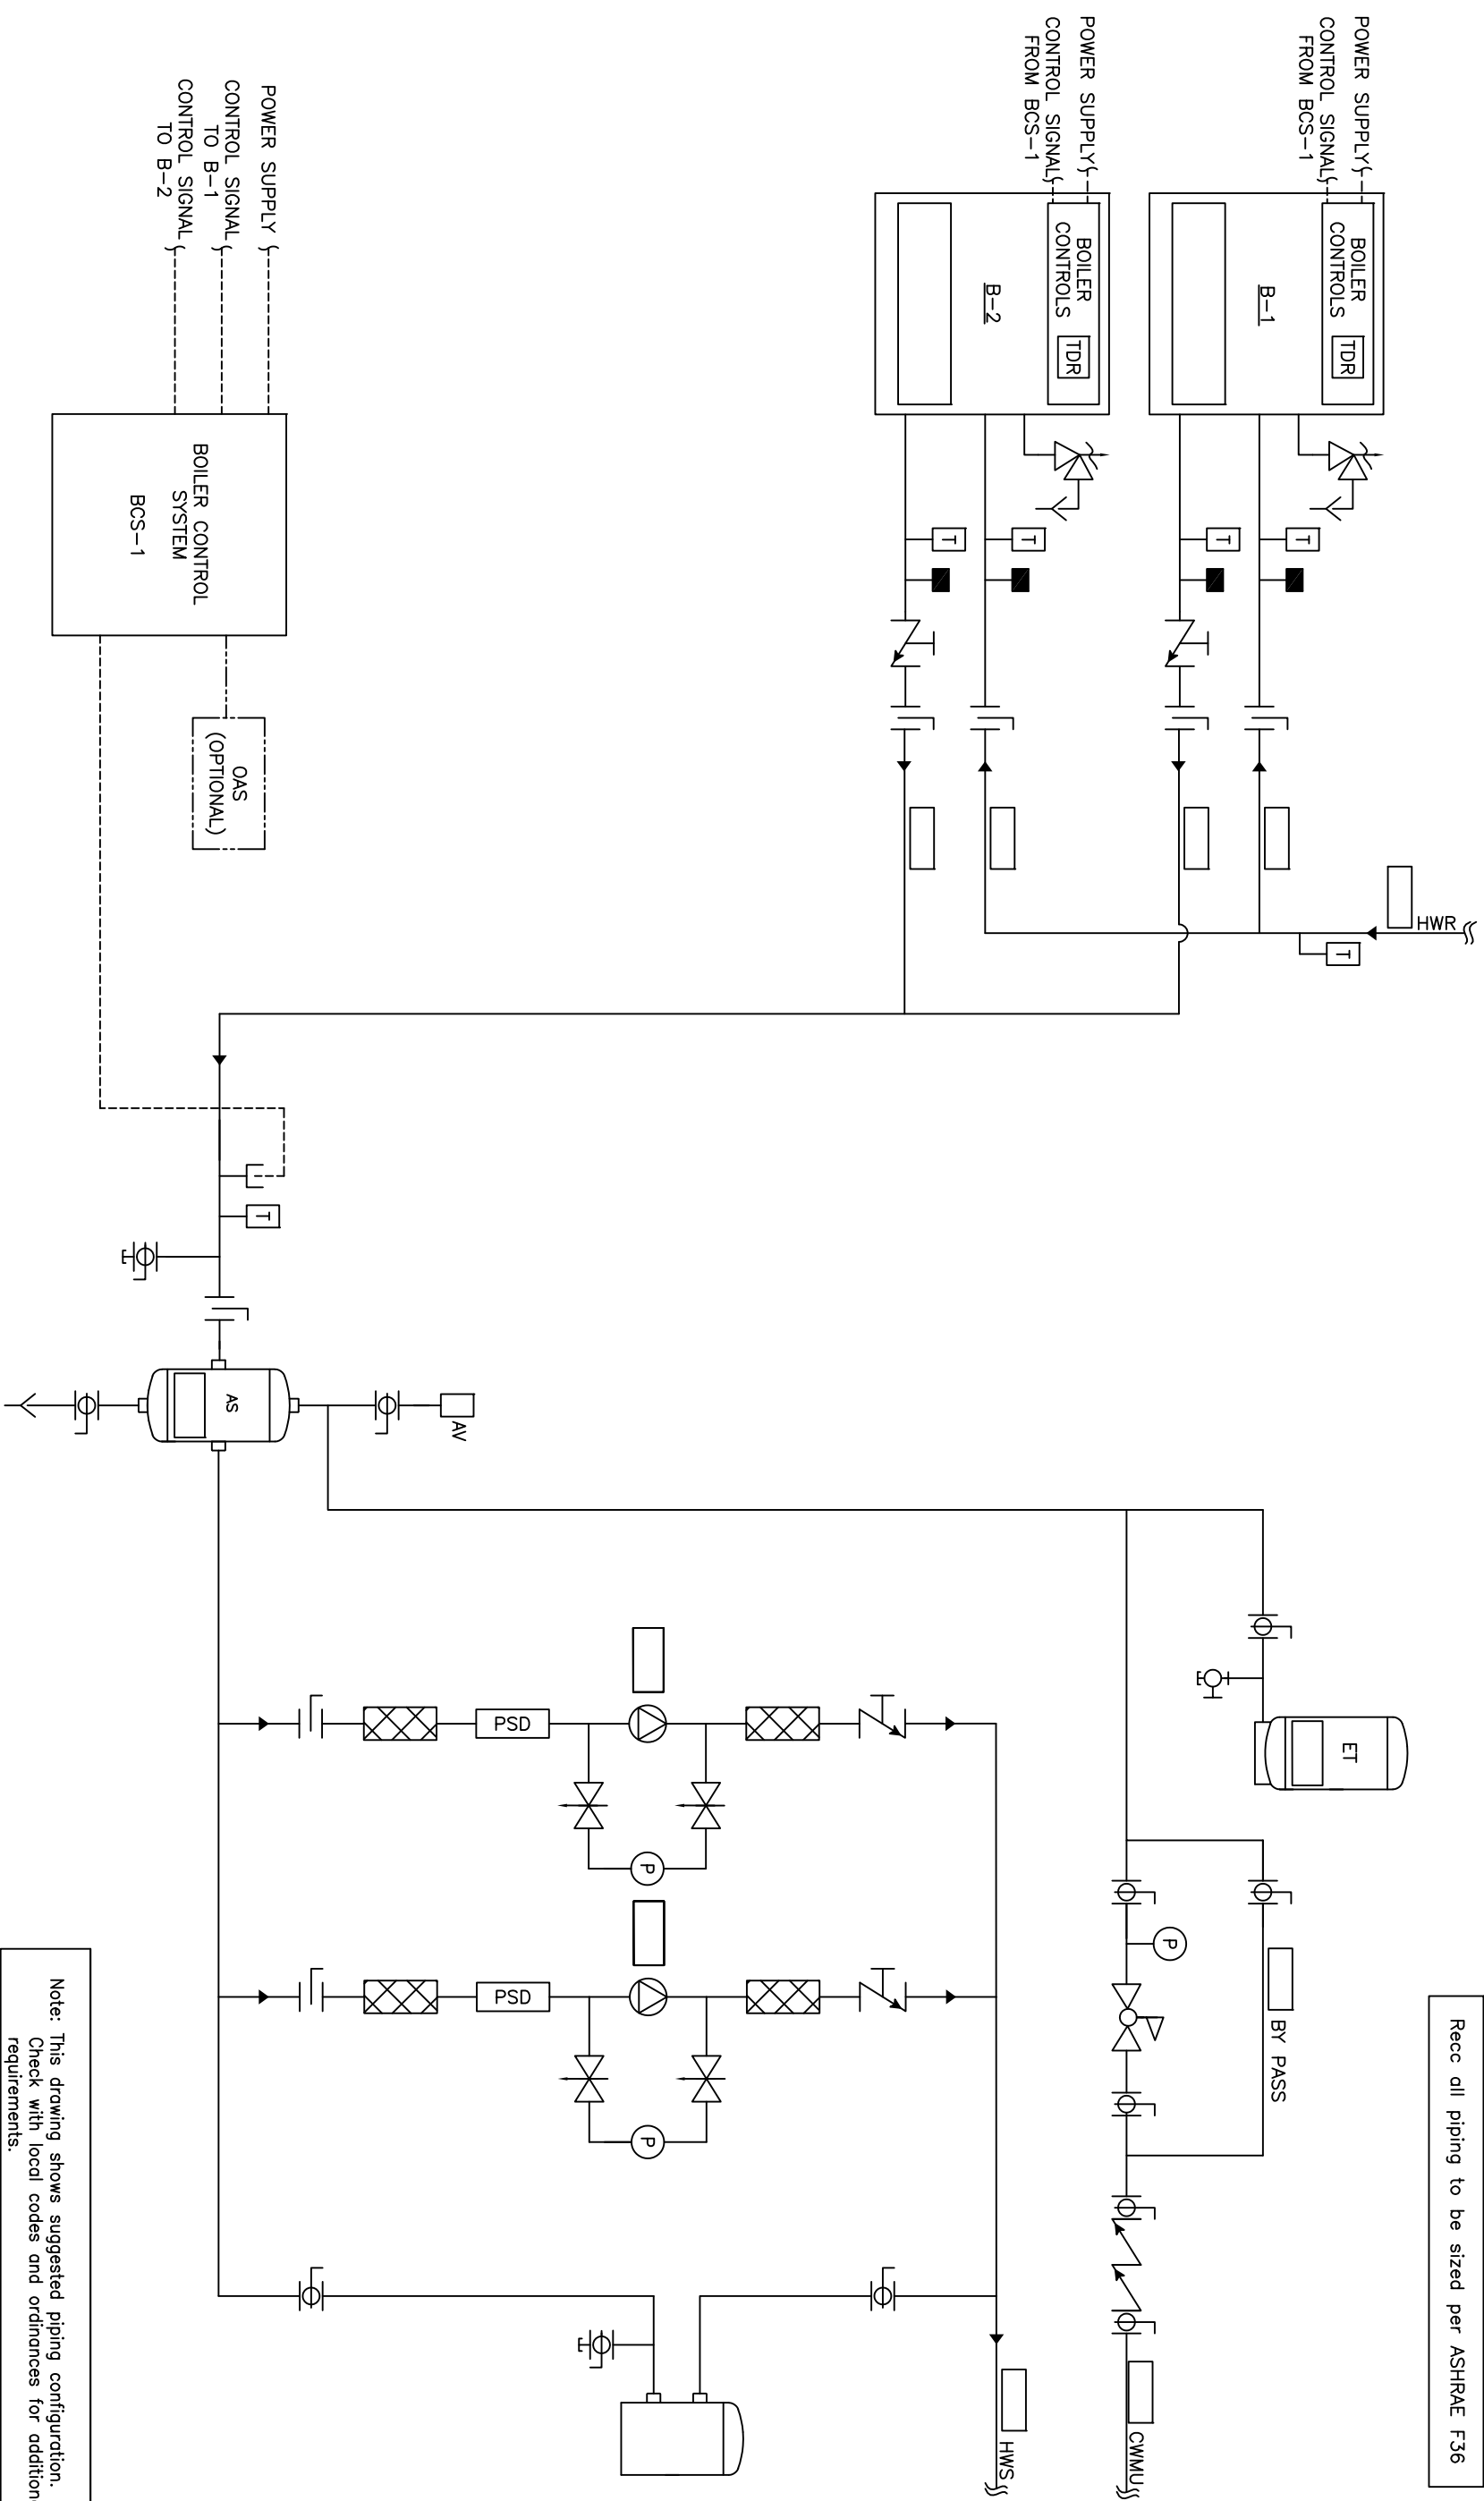 Recc all piping to be sized per ASHRAE F36
POWER SUPPLY
CONTROL SIGNAL
FROM BCS-1
BOILER
CONTROLS
TDR
B-1
T
T
HWR
T
POWER SUPPLY
CONTROL SIGNAL
FROM BCS-1
BOILER
CONTROLS
TDR
B-2
T
T
ET
BY PASS
P
CWMU
HWS
PSD
P
PSD
P
AV
AS
T
POWER SUPPLY
CONTROL SIGNAL
TO B-1
CONTROL SIGNAL
TO B-2
BOILER CONTROL
SYSTEM
BCS-1
OAS
(OPTIONAL)
Note: This drawing shows suggested piping configuration.
Check with local codes and ordinances for
requirements.